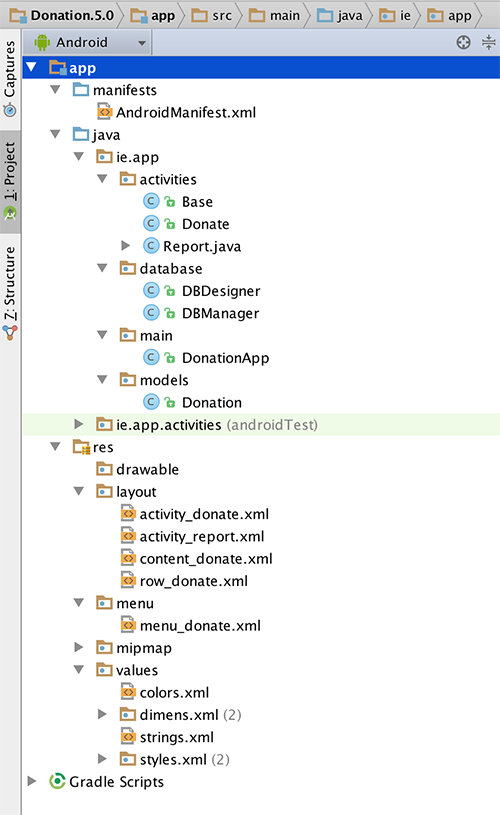 Donation.5.0 app src main java ie app
Android
Captures
1: Project
Z: Structure
app
manifests
AndroidManifest.xml
java
ie.app
activities
Base
Donate
Report.java
database
DBDesigner
DBManager
main
DonationApp
models
Donation
ie.app.activities (androidTest)
res
drawable
layout
activity_donate.xml
activity_report.xml
content_donate.xml
row_donate.xml
menu
menu_donate.xml
mipmap
values
colors.xml
dimens.xml (2)
strings.xml
styles.xml (2)
Gradle Scripts